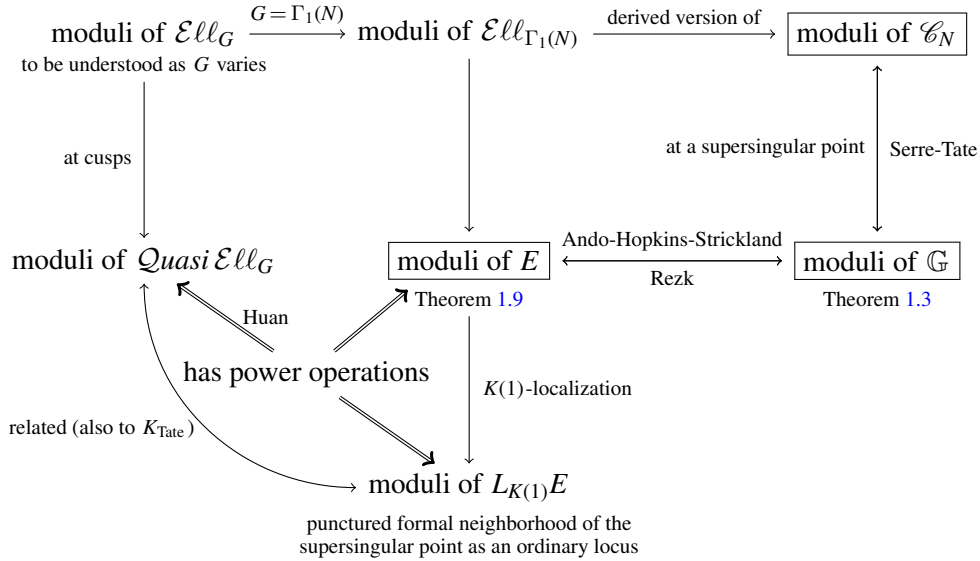 moduli of 𝓔ℓℓ_G
G = Γ₁(N)
moduli of 𝓔ℓℓ_{Γ₁(N)}
derived version of
moduli of 𝒞_N
to be understood as G varies
at cusps
at a supersingular point
Serre-Tate
moduli of 𝒬uasi 𝓔ℓℓ_G
moduli of E
Ando-Hopkins-Strickland
Rezk
moduli of 𝔾
Theorem 1.9
Theorem 1.3
Huan
has power operations
K(1)-localization
related (also to K_Tate)
moduli of L_{K(1)}E
punctured formal neighborhood of the
supersingular point as an ordinary locus